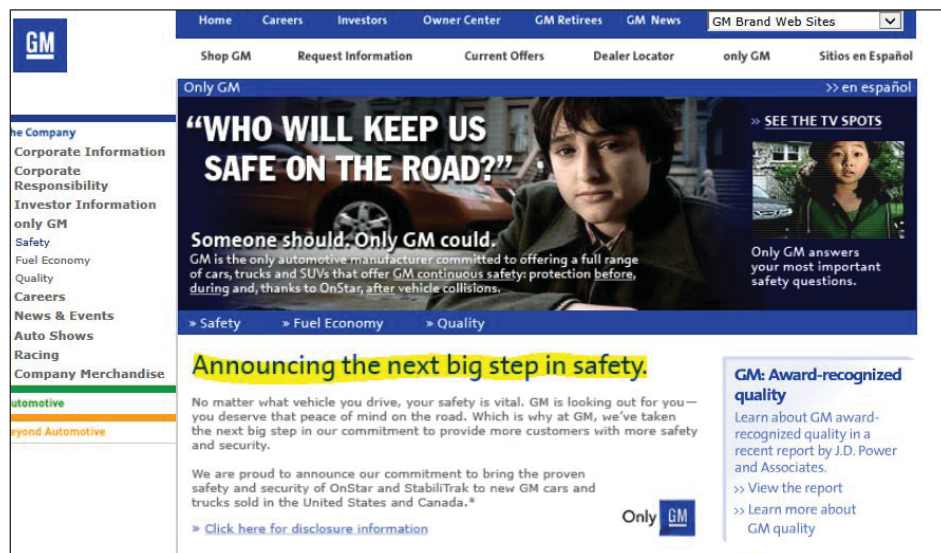 Home Careers Investors Owner Center GM Retirees GM News GM Brand Web Sites
GM
Shop GM Request Information Current Offers Dealer Locator only GM Sitios en Español
Only GM >> en español
he Company
Corporate Information
Corporate
Responsibility
Investor Information
only GM
Safety
Fuel Economy
Quality
Careers
News & Events
Auto Shows
Racing
Company Merchandise
utomotive
eyond Automotive
“WHO WILL KEEP US
SAFE ON THE ROAD?”
Someone should. Only GM could.
GM is the only automotive manufacturer committed to offering a full range
of cars, trucks and SUVs that offer GM continuous safety: protection before,
during and, thanks to OnStar, after vehicle collisions.
» SEE THE TV SPOTS
Only GM answers
your most important
safety questions.
» Safety » Fuel Economy » Quality
Announcing the next big step in safety.
No matter what vehicle you drive, your safety is vital. GM is looking out for you—
you deserve that peace of mind on the road. Which is why at GM, we’ve taken
the next big step in our commitment to provide more customers with more safety
and security.
We are proud to announce our commitment to bring the proven
safety and security of OnStar and StabiliTrak to new GM cars and
trucks sold in the United States and Canada.*
» Click here for disclosure information
Only GM
GM: Award-recognized
quality
Learn about GM award-
recognized quality in a
recent report by J.D. Power
and Associates.
>> View the report
>> Learn more about
GM quality